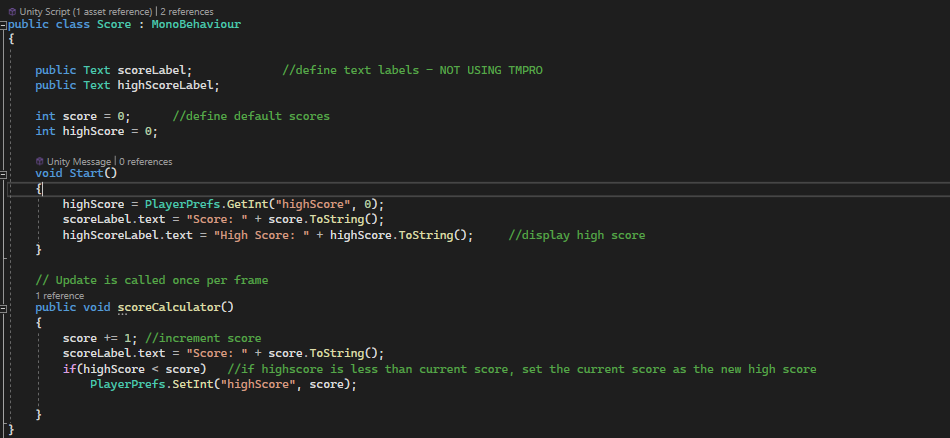 Unity Script (1 asset reference) | 2 references
public class Score : MonoBehaviour
{
public Text scoreLabel; //define text labels - NOT USING TMPRO
public Text highScoreLabel;
int score = 0; //define default scores
int highScore = 0;
Unity Message | 0 references
void Start()
{
highScore = PlayerPrefs.GetInt("highScore", 0);
scoreLabel.text = "Score: " + score.ToString();
highScoreLabel.text = "High Score: " + highScore.ToString(); //display high score
}
// Update is called once per frame
1 reference
public void scoreCalculator()
{
score += 1; //increment score
scoreLabel.text = "Score: " + score.ToString();
if(highScore < score) //if highscore is less than current score, set the current score as the new high score
PlayerPrefs.SetInt("highScore", score);
}
}